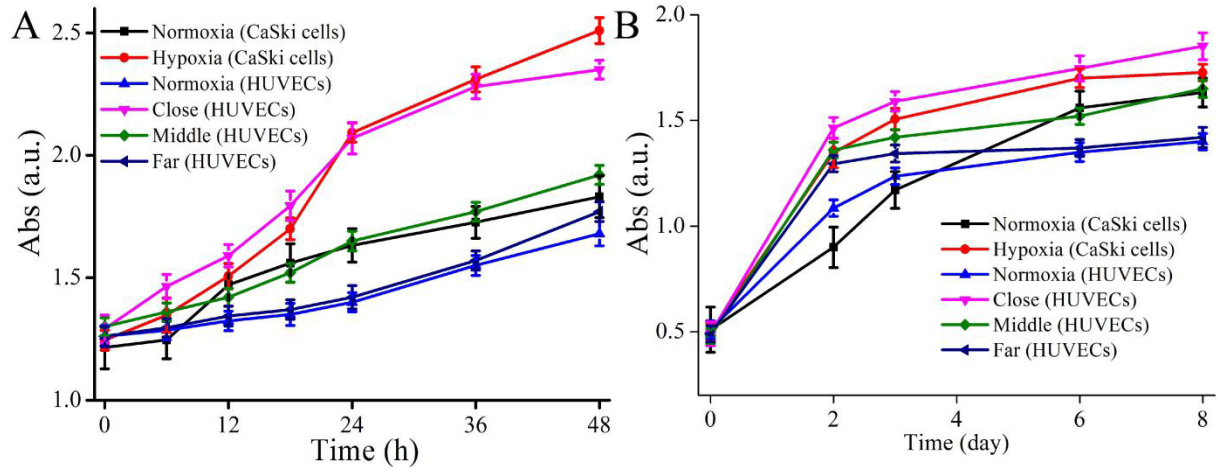 A
Normoxia (CaSki cells)
Hypoxia (CaSki cells)
Normoxia (HUVECs)
Close (HUVECs)
Middle (HUVECs)
Far (HUVECs)
2.5
2.0
1.5
1.0
Abs (a.u.)
0
12
24
36
48
Time (h)
B
2.0
1.5
1.0
0.5
Abs (a.u.)
Normoxia (CaSki cells)
Hypoxia (CaSki cells)
Normoxia (HUVECs)
Close (HUVECs)
Middle (HUVECs)
Far (HUVECs)
0
2
4
6
8
Time (day)